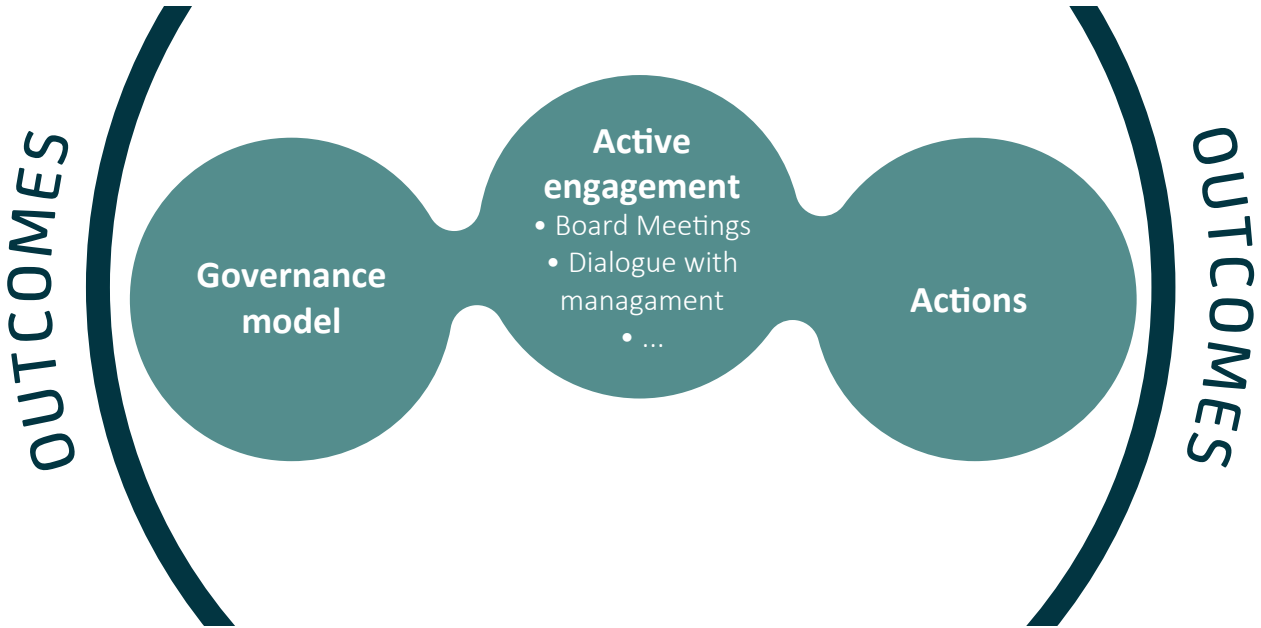 OUTCOMES
Governance
model
Active
engagement
• Board Meetings
• Dialogue with
managament
• ...
Actions
OUTCOMES